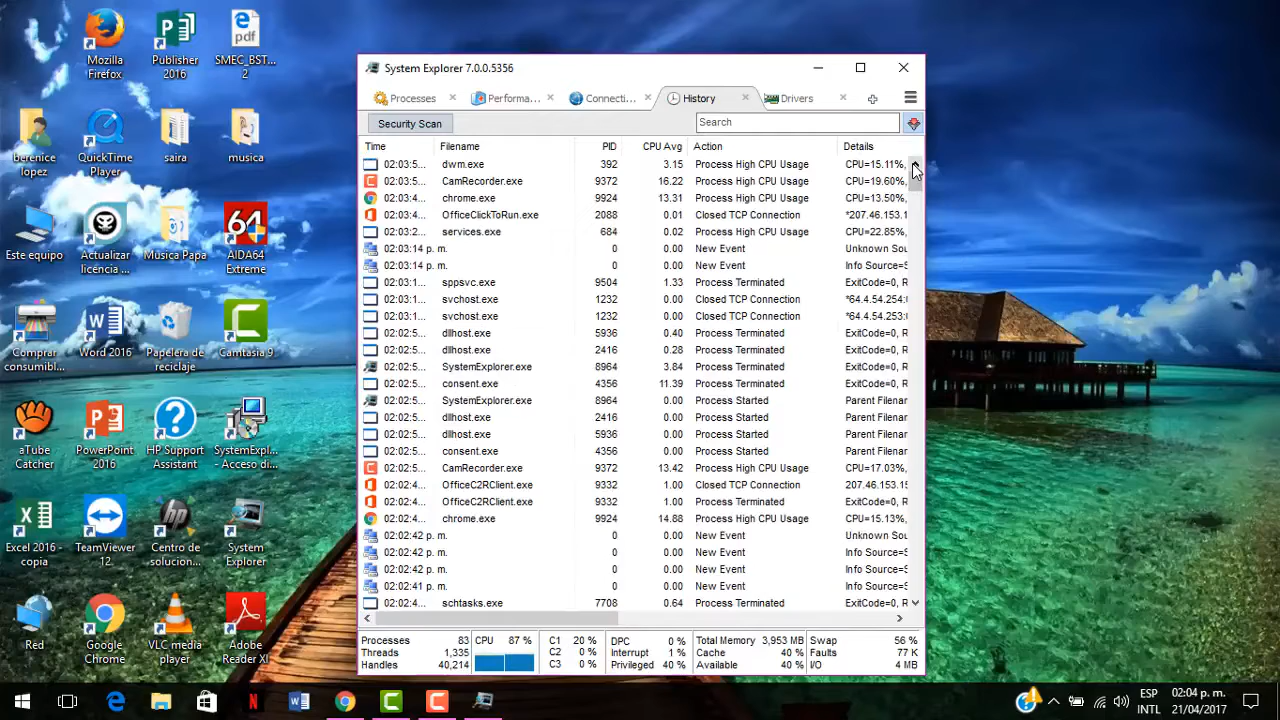 Mozilla
Firefox
Publisher
2016
SMEC_BST...
2
berenice
lopez
QuickTime
Player
saira
musica
Este equipo
Actualizar
licencia ...
Musica Papa
AIDA64
Extreme
Comprar
consumibl...
Word 2016
Papelera de
reciclaje
Camtasia 9
aTube
Catcher
PowerPoint
2016
HP Support
Assistant
SystemExpl...
- Acceso di...
Excel 2016 -
copia
TeamViewer
12
Centro de
solucion...
System
Explorer
Red
Google
Chrome
VLC media
player
Adobe
Reader XI
System Explorer 7.0.0.5356
Processes Performa... Connecti... History Drivers
Security Scan Search
Time Filename PID CPU Avg Action Details
02:03:5... dwm.exe 392 3.15 Process High CPU Usage CPU=15.11%,
02:03:5... CamRecorder.exe 9372 16.22 Process High CPU Usage CPU=19.60%,
02:03:4... chrome.exe 9924 13.31 Process High CPU Usage CPU=13.50%,
02:03:4... OfficeClickToRun.exe 2088 0.01 Closed TCP Connection *207.46.153.1
02:03:2... services.exe 684 0.02 Process High CPU Usage CPU=22.85%,
02:03:14 p. m. 0 0.00 New Event Unknown Sou
02:03:14 p. m. 0 0.00 New Event Info Source=S
02:03:1... sppsvc.exe 9504 1.33 Process Terminated ExitCode=0, R
02:03:1... svchost.exe 1232 0.00 Closed TCP Connection *64.4.54.254:
02:03:1... svchost.exe 1232 0.00 Closed TCP Connection *64.4.54.253:
02:02:5... dllhost.exe 5936 0.40 Process Terminated ExitCode=0, R
02:02:5... dllhost.exe 2416 0.28 Process Terminated ExitCode=0, R
02:02:5... SystemExplorer.exe 8964 3.84 Process Terminated ExitCode=0, R
02:02:5... consent.exe 4356 11.39 Process Terminated ExitCode=0, R
02:02:5... SystemExplorer.exe 8964 0.00 Process Started Parent Filenar
02:02:5... dllhost.exe 2416 0.00 Process Started Parent Filenar
02:02:5... dllhost.exe 5936 0.00 Process Started Parent Filenar
02:02:5... consent.exe 4356 0.00 Process Started Parent Filenar
02:02:5... CamRecorder.exe 9372 13.42 Process High CPU Usage CPU=17.03%,
02:02:4... OfficeC2RClient.exe 9332 1.00 Closed TCP Connection 207.46.153.15
02:02:4... OfficeC2RClient.exe 9332 1.00 Process Terminated ExitCode=0, R
02:02:4... chrome.exe 9924 14.88 Process High CPU Usage CPU=15.13%,
02:02:42 p. m. 0 0.00 New Event Unknown Sou
02:02:42 p. m. 0 0.00 New Event Info Source=S
02:02:42 p. m. 0 0.00 New Event Info Source=S
02:02:41 p. m. 0 0.00 New Event Info Source=S
02:02:4... schtasks.exe 7708 0.64 Process Terminated ExitCode=0, R
Processes 83 CPU 87 % C1 20 % DPC 0 % Total Memory 3,953 MB Swap 56 %
Threads 1,335 C2 0 % Interrupt 1 % Cache 40 % Faults 77 K
Handles 40,214 C3 0 % Privileged 40 % Available 40 % I/O 4 MB
ESP 02:04 p. m.
INTL 21/04/2017